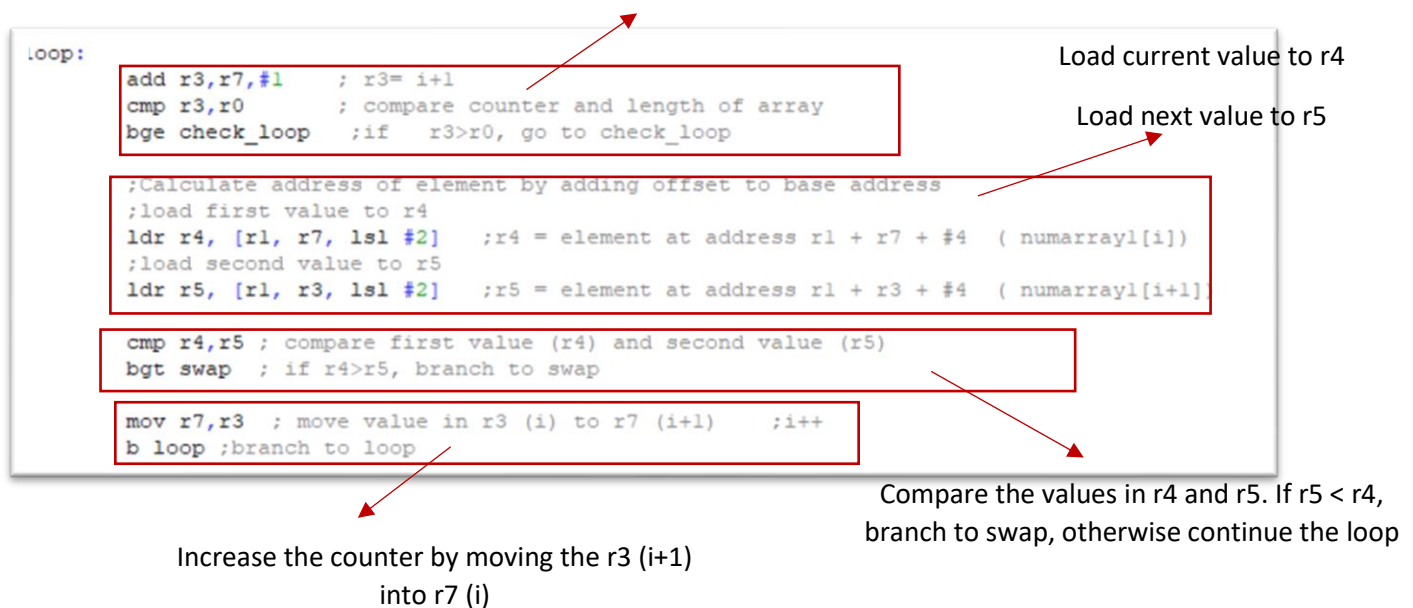 loop:
add r3,r7,#1 ; r3= i+1
cmp r3,r0 ; compare counter and length of array
bge check_loop ;if r3>r0, go to check_loop
;Calculate address of element by adding offset to base address
;load first value to r4
ldr r4, [r1, r7, lsl #2] ;r4 = element at address r1 + r7 + #4 ( numarray1[i])
;load second value to r5
ldr r5, [r1, r3, lsl #2] ;r5 = element at address r1 + r3 + #4 ( numarray1[i+1])
cmp r4,r5 ; compare first value (r4) and second value (r5)
bgt swap ; if r4>r5, branch to swap
mov r7,r3 ; move value in r3 (i) to r7 (i+1) ;i++
b loop ;branch to loop
Load current value to r4
Load next value to r5
Compare the values in r4 and r5. If r5 < r4,
branch to swap, otherwise continue the loop
Increase the counter by moving the r3 (i+1)
into r7 (i)